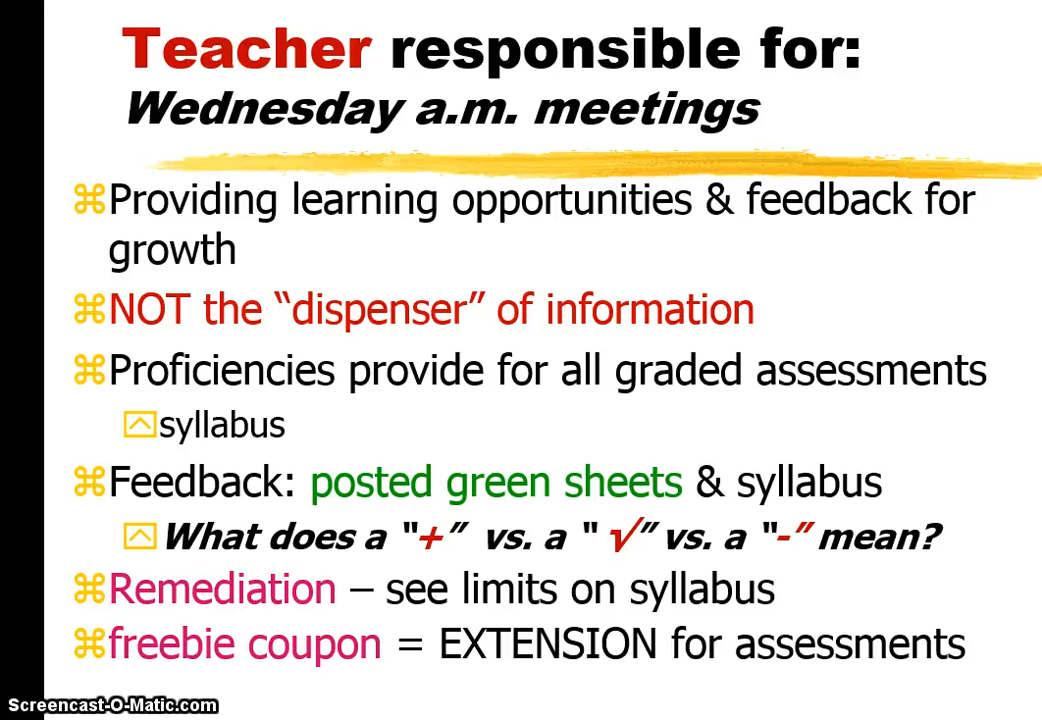 Teacher responsible for:
Wednesday a.m. meetings
Providing learning opportunities & feedback for
growth
NOT the “dispenser” of information
Proficiencies provide for all graded assessments
syllabus
Feedback: posted green sheets & syllabus
What does a “+” vs. a “ √” vs. a “-” mean?
Remediation – see limits on syllabus
freebie coupon = EXTENSION for assessments
Screencast-O-Matic.com